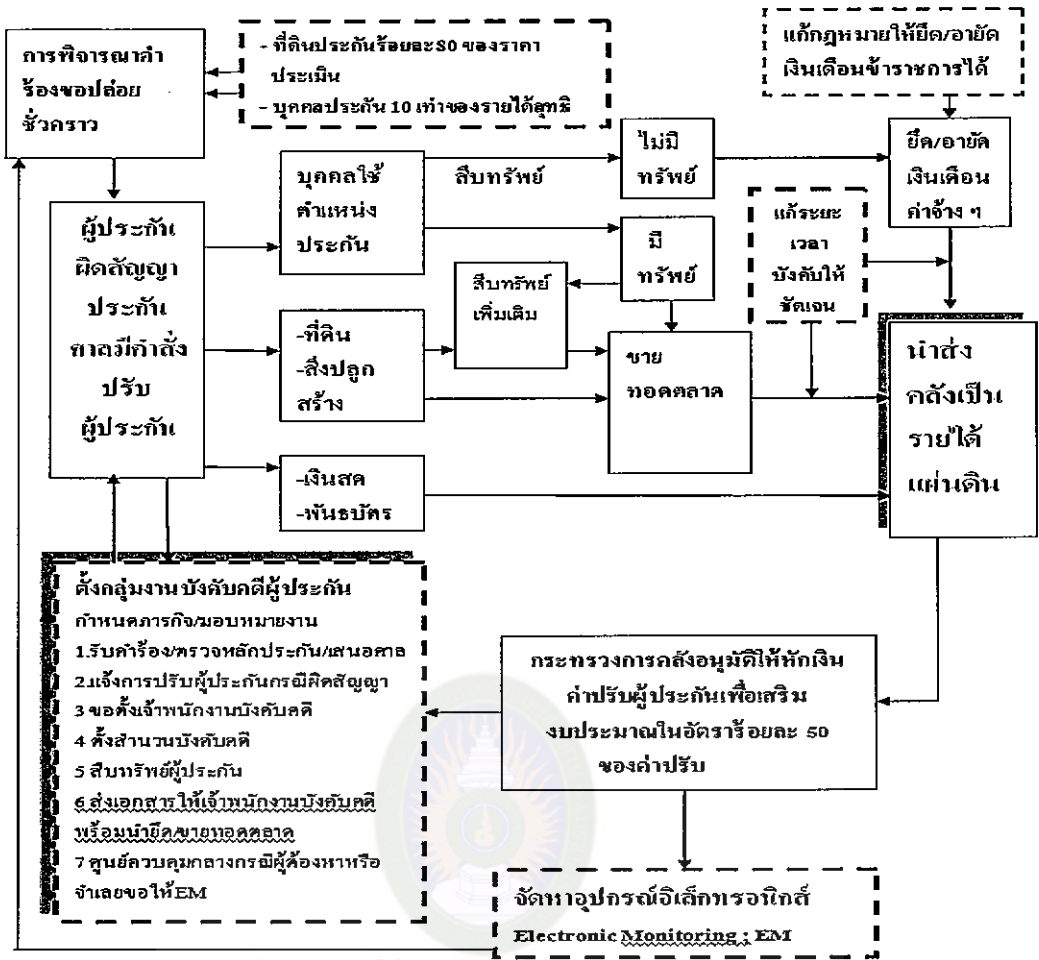 การพิจารณาคำ
ร้องขอปล่อย
ชั่วคราว
- ที่ดินประกันร้อยละ80 ของราคา
ประเมิน
- บุคคลประกัน 10 เท่าของรายได้สุทธิ
แก้กฎหมายให้ยึด/อายัด
เงินเดือนข้าราชการได้
ผู้ประกัน
ผิดสัญญา
ประกัน
ศาลมีคำสั่ง
ปรับ
ผู้ประกัน
บุคคลใช้
ตำแหน่ง
ประกัน
สืบทรัพย์
ไม่มี
ทรัพย์
ยึด/อายัด
เงินเดือน
ค่าจ้าง ฯ
มี
ทรัพย์
แก้ระยะ
เวลา
บังคับให้
ชัดเจน
สืบทรัพย์
เพิ่มเติม
-ที่ดิน
-สิ่งปลูก
สร้าง
ขาย
ทอดตลาด
นำส่ง
คลังเป็น
รายได้
แผ่นดิน
-เงินสด
-พันธบัตร
ตั้งกลุ่มงานบังคับคดีผู้ประกัน
กำหนดภารกิจ/มอบหมายงาน
1.รับคำร้อง/ตรวจหลักประกัน/เสนอศาล
2.แจ้งการปรับผู้ประกันกรณีผิดสัญญา
3 ขอตั้งเจ้าพนักงานบังคับคดี
4 ตั้งสำนวนบังคับคดี
5 สืบทรัพย์ผู้ประกัน
6 ส่งเอกสารให้เจ้าพนักงานบังคับคดี
พร้อมนำยึด/ขายทอดตลาด
7 ศูนย์ควบคุมกลางกรณีผู้ต้องหาหรือ
จำเลยขอให้EM
กระทรวงการคลังอนุมัติให้หักเงิน
ค่าปรับผู้ประกันเพื่อเสริม
งบประมาณในอัตราร้อยละ 50
ของค่าปรับ
จัดหาอุปกรณ์อิเล็กทรอนิกส์
Electronic Monitoring ; EM